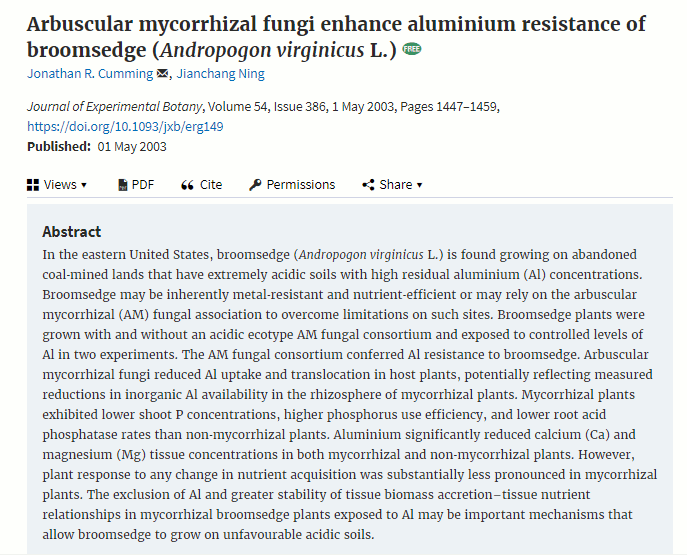 Arbuscular mycorrhizal fungi enhance aluminium resistance of
broomsedge (Andropogon virginicus L.) FREE
Jonathan R. Cumming, Jianchang Ning
Journal of Experimental Botany, Volume 54, Issue 386, 1 May 2003, Pages 1447–1459,
https://doi.org/10.1093/jxb/erg149
Published: 01 May 2003
Views PDF Cite Permissions Share
Abstract
In the eastern United States, broomsedge (Andropogon virginicus L.) is found growing on abandoned
coal-mined lands that have extremely acidic soils with high residual aluminium (Al) concentrations.
Broomsedge may be inherently metal-resistant and nutrient-efficient or may rely on the arbuscular
mycorrhizal (AM) fungal association to overcome limitations on such sites. Broomsedge plants were
grown with and without an acidic ecotype AM fungal consortium and exposed to controlled levels of
Al in two experiments. The AM fungal consortium conferred Al resistance to broomsedge. Arbuscular
mycorrhizal fungi reduced Al uptake and translocation in host plants, potentially reflecting measured
reductions in inorganic Al availability in the rhizosphere of mycorrhizal plants. Mycorrhizal plants
exhibited lower shoot P concentrations, higher phosphorus use efficiency, and lower root acid
phosphatase rates than non-mycorrhizal plants. Aluminium significantly reduced calcium (Ca) and
magnesium (Mg) tissue concentrations in both mycorrhizal and non-mycorrhizal plants. However,
plant response to any change in nutrient acquisition was substantially less pronounced in mycorrhizal
plants. The exclusion of Al and greater stability of tissue biomass accretion–tissue nutrient
relationships in mycorrhizal broomsedge plants exposed to Al may be important mechanisms that
allow broomsedge to grow on unfavourable acidic soils.